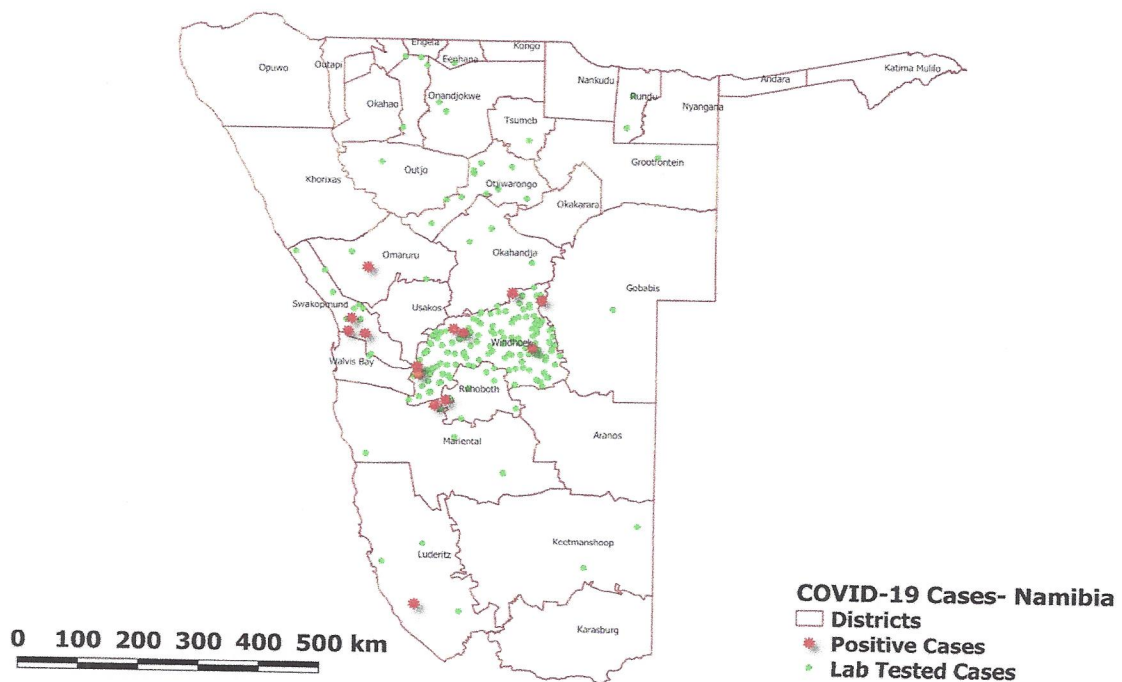 Engela
Kongo
Eenhana
Opuwo
Outapi
Okahao
Onandjokwe
Nankudu
Rundu
Nyangana
Andara
Katima Mulilo
Tsumeb
Grootfontein
Khorixas
Outjo
Otjiwarongo
Okakarara
Omaruru
Okahandja
Gobabis
Swakopmund
Usakos
Windhoek
Walvis Bay
Rehoboth
Mariental
Aranos
Luderitz
Keetmanshoop
Karasburg
COVID-19 Cases- Namibia
Districts
Positive Cases
Lab Tested Cases
0 100 200 300 400 500 km